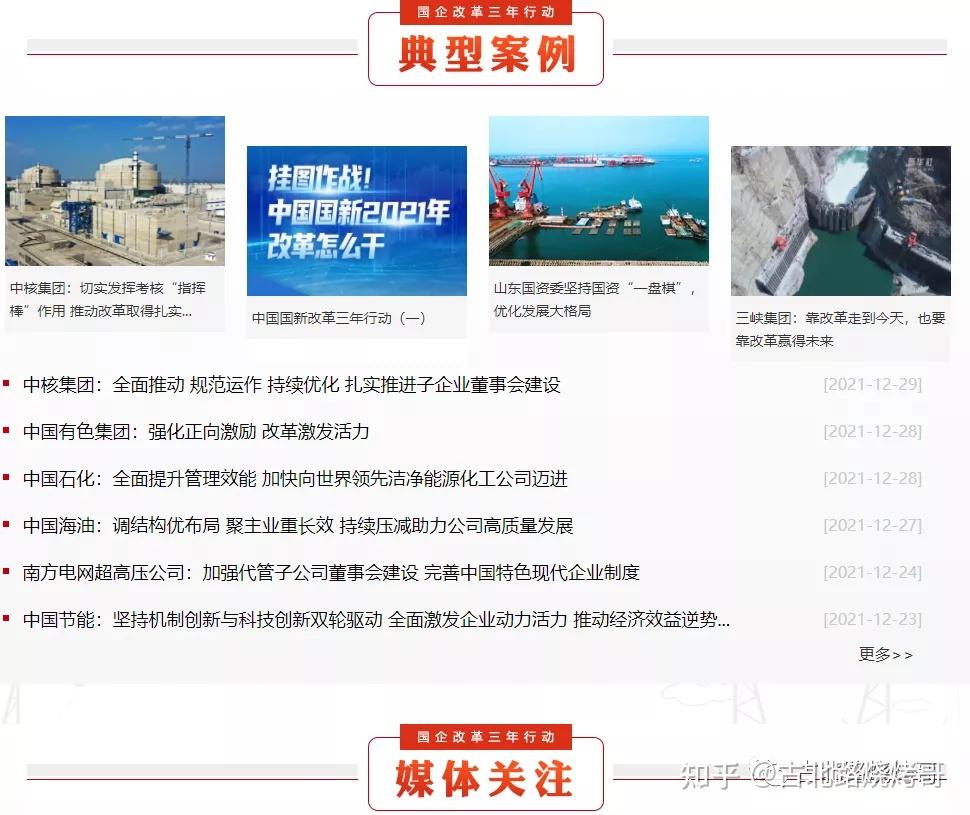 国企改革三年行动
典型案例
挂图作战!
中国国新2021年
改革怎么干
新华社
中核集团：切实发挥考核“指挥
棒”作用 推动改革取得扎实...
中国国新改革三年行动（一）
山东国资委坚持国资“一盘棋”，
优化发展大格局
三峡集团：靠改革走到今天，也要
靠改革赢得未来
中核集团：全面推动 规范运作 持续优化 扎实推进子企业董事会建设 [2021-12-29]
中国有色集团：强化正向激励 改革激发活力 [2021-12-28]
中国石化：全面提升管理效能 加快向世界领先洁净能源化工公司迈进 [2021-12-28]
中国海油：调结构优布局 聚主业重长效 持续压减助力公司高质量发展 [2021-12-27]
南方电网超高压公司：加强代管子公司董事会建设 完善中国特色现代企业制度 [2021-12-24]
中国节能：坚持机制创新与科技创新双轮驱动 全面激发企业动力活力 推动经济效益逆势... [2021-12-23]
更多>>
国企改革三年行动
媒体关注
知乎 @古北路烧烤哥